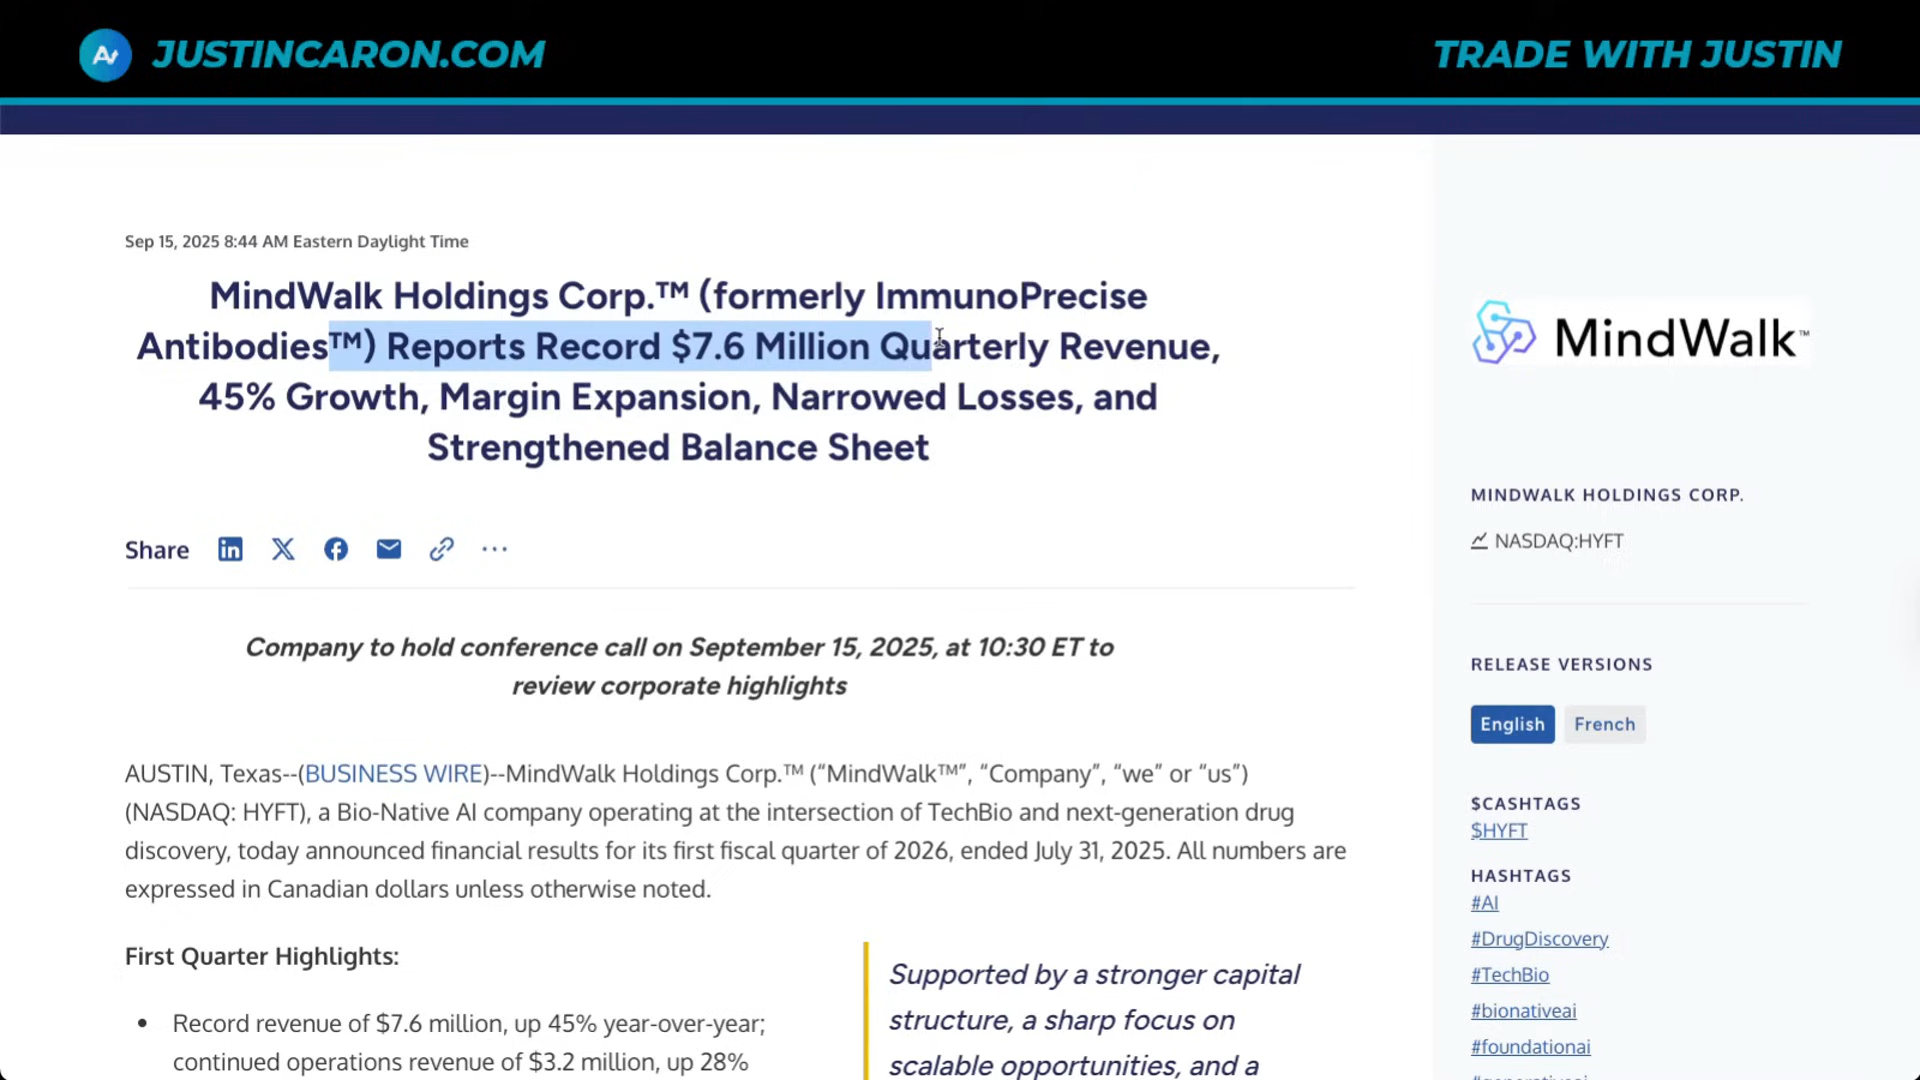 JUSTINCARON.COM
TRADE WITH JUSTIN
Sep 15, 2025 8:44 AM Eastern Daylight Time
MindWalk Holdings Corp.™ (formerly ImmunoPrecise
Antibodies™) Reports Record $7.6 Million Quarterly Revenue,
45% Growth, Margin Expansion, Narrowed Losses, and
Strengthened Balance Sheet
Share
Company to hold conference call on September 15, 2025, at 10:30 ET to
review corporate highlights
AUSTIN, Texas--(BUSINESS WIRE)--MindWalk Holdings Corp.™ (“MindWalk™”, “Company”, “we” or “us”)
(NASDAQ: HYFT), a Bio-Native AI company operating at the intersection of TechBio and next-generation drug
discovery, today announced financial results for its first fiscal quarter of 2026, ended July 31, 2025. All numbers are
expressed in Canadian dollars unless otherwise noted.
First Quarter Highlights:
• Record revenue of $7.6 million, up 45% year-over-year;
continued operations revenue of $3.2 million, up 28%
Supported by a stronger capital
structure, a sharp focus on
scalable opportunities, and a
MindWalk™
MINDWALK HOLDINGS CORP.
NASDAQ:HYFT
RELEASE VERSIONS
English French
$CASHTAGS
$HYFT
HASHTAGS
#AI
#DrugDiscovery
#TechBio
#bionativeai
#foundationai